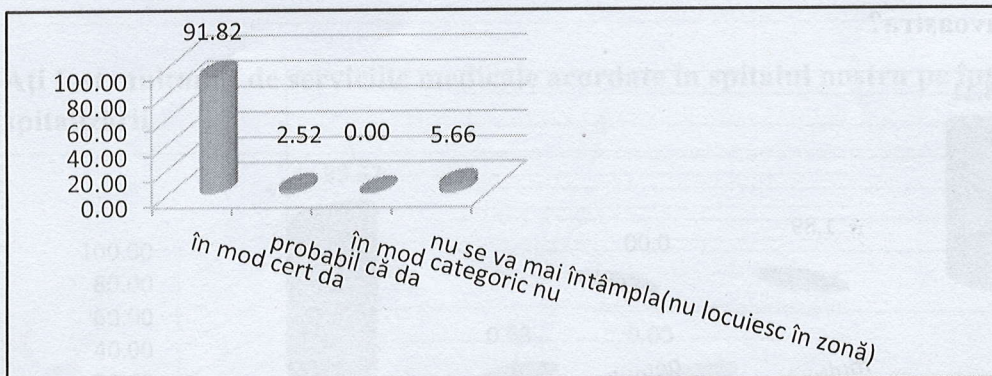 91.82
100.00
80.00
60.00
40.00
20.00
0.00
2.52
0.00
5.66
în mod cert da
probabil că da
în mod categoric nu
nu se va mai întâmpla(nu locuiesc în zonă)